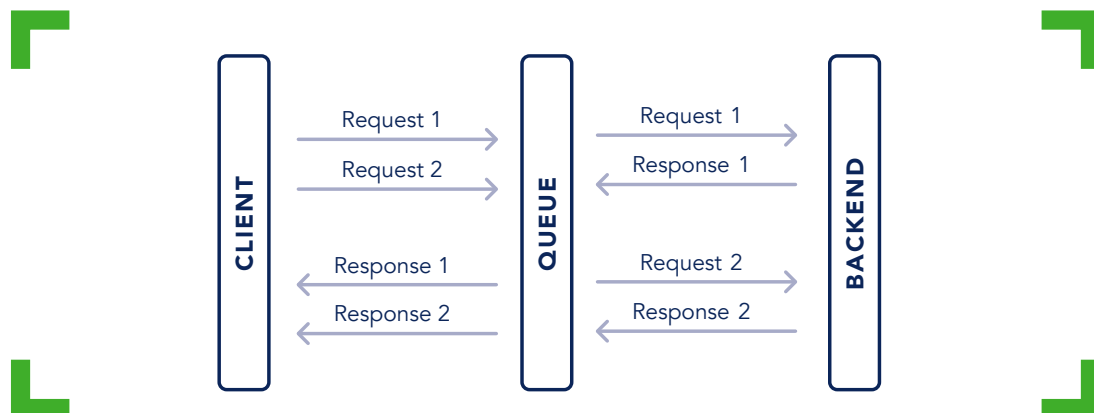 CLIENT
Request 1
Request 2
Response 1
Response 2
QUEUE
Request 1
Response 1
Request 2
Response 2
BACKEND